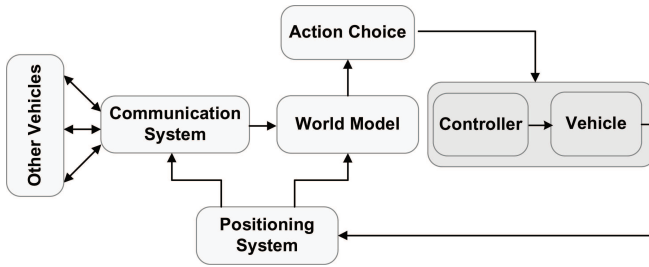 Action Choice
Other Vehicles
Communication
System
World Model
Controller
Vehicle
Positioning
System